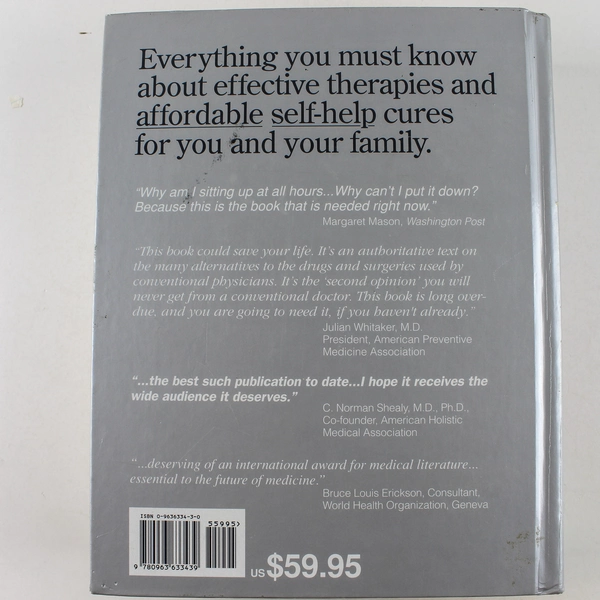 Everything you must know
about effective therapies and
affordable self-help cures
for you and your family.
“Why am I sitting up at all hours...Why can’t I put it down?
Because this is the book that is needed right now.”
Margaret Mason, Washington Post
“This book could save your life. It’s an authoritative text on
the many alternatives to the drugs and surgeries used by
conventional physicians. It’s the ‘second opinion’ you will
never get from a conventional doctor. This book is long over-
due, and you are going to need it, if you haven’t already.”
Julian Whitaker, M.D.
President, American Preventive
Medicine Association
“...the best such publication to date...I hope it receives the
wide audience it deserves.”
C. Norman Shealy, M.D., Ph.D.,
Co-founder, American Holistic
Medical Association
“...deserving of an international award for medical literature...
essential to the future of medicine.”
Bruce Louis Erickson, Consultant,
World Health Organization, Geneva
ISBN 0-9636334-3-0
55995>
9 780963 633439
US $59.95